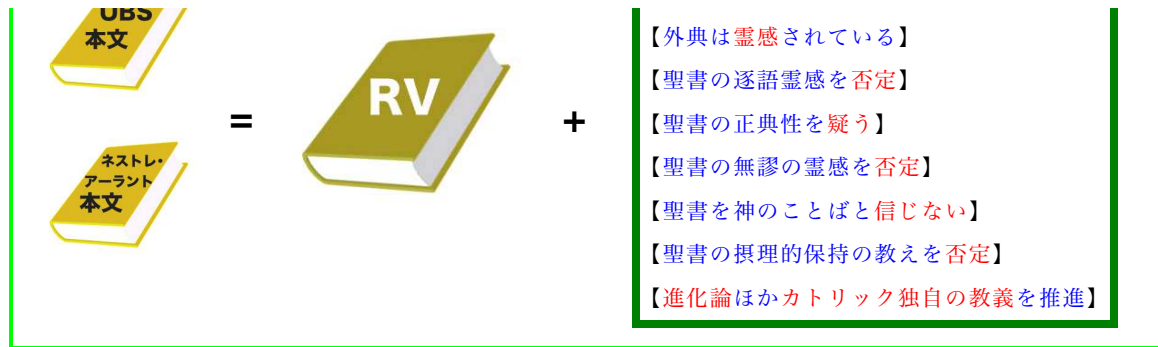 UBS
本文
ネストレ・
アーラント
本文
=
RV
+
【外典は霊感されている】
【聖書の逐語霊感を否定】
【聖書の正典性を疑う】
【聖書の無謬の霊感を否定】
【聖書を神のことばと信じない】
【聖書の摂理的保持の教えを否定】
【進化論ほかカトリック独自の教義を推進】